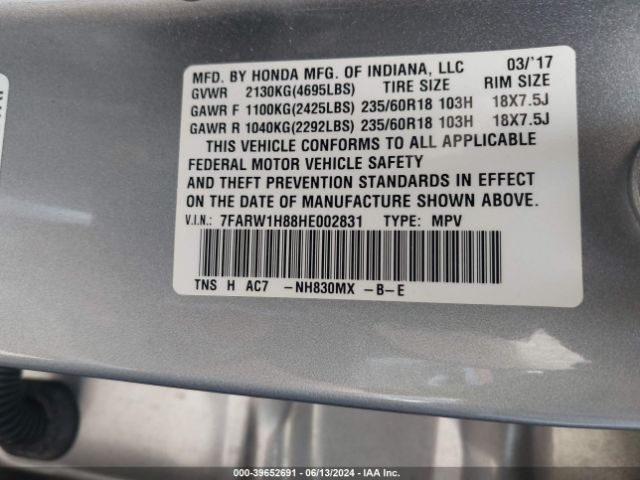 MFD. BY HONDA MFG. OF INDIANA, LLC 03/'17
GVWR 2130KG(4695LBS) TIRE SIZE RIM SIZE
GAWR F 1100KG(2425LBS) 235/60R18 103H 18X7.5J
GAWR R 1040KG(2292LBS) 235/60R18 103H 18X7.5J
THIS VEHICLE CONFORMS TO ALL APPLICABLE
FEDERAL MOTOR VEHICLE SAFETY
AND THEFT PREVENTION STANDARDS IN EFFECT
ON THE DATE OF MANUFACTURE SHOWN ABOVE.
V.I.N.: 7FARW1H88HE002831 TYPE: MPV
TNS H AC7 -NH830MX -B-E
000-39652691 - 06/13/2024 - IAA Inc.